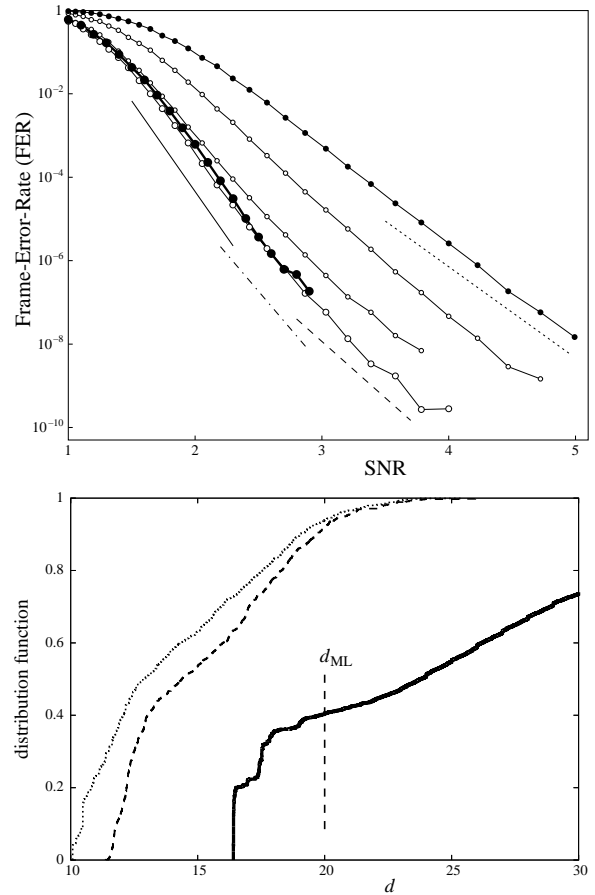 Frame-Error-Rate (FER)
1
10−2
10−4
10−6
10−8
10−10
1 2 3 4 5
SNR
distribution function
1
0.8
0.6
0.4
0.2
0
dML
10 15 20 25 30
d